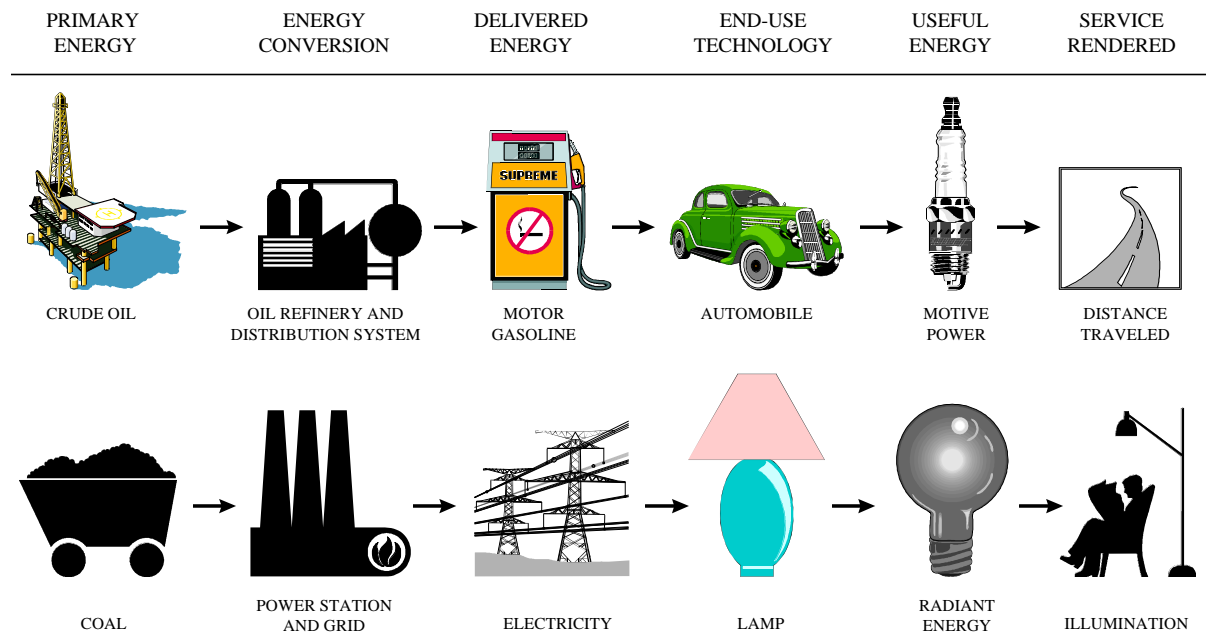 PRIMARY
ENERGY
ENERGY
CONVERSION
DELIVERED
ENERGY
END-USE
TECHNOLOGY
USEFUL
ENERGY
SERVICE
RENDERED
SUPREME
CRUDE OIL
OIL REFINERY AND
DISTRIBUTION SYSTEM
MOTOR
GASOLINE
AUTOMOBILE
MOTIVE
POWER
DISTANCE
TRAVELED
COAL
POWER STATION
AND GRID
ELECTRICITY
LAMP
RADIANT
ENERGY
ILLUMINATION